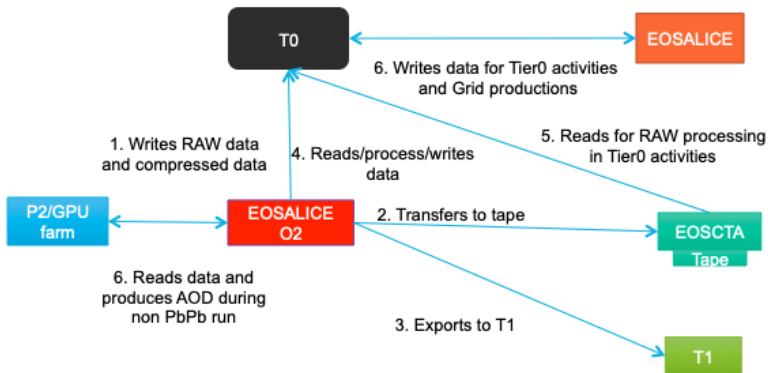 T0
EOSALICE
6. Writes data for Tier0 activities
and Grid productions
1. Writes RAW data
and compressed data
4. Reads/process/writes
data
5. Reads for RAW processing
in Tier0 activities
P2/GPU
farm
EOSALICE
O2
2. Transfers to tape
EOSCTA
Tape
6. Reads data and
produces AOD during
non PbPb run
3. Exports to T1
T1